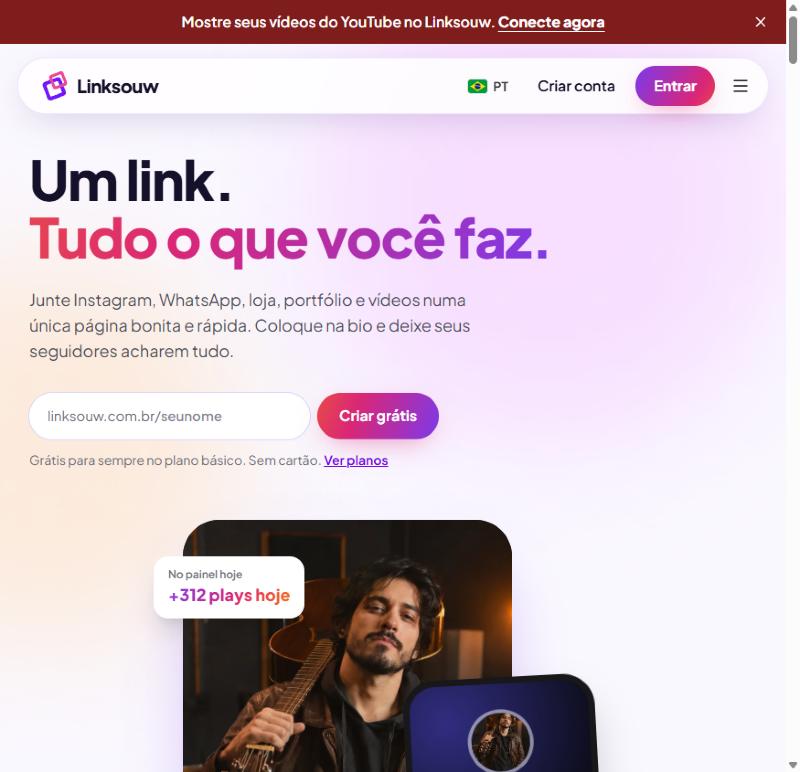 Mostre seus vídeos do YouTube no Linksouw. Conecte agora
Linksouw
PT
Criar conta
Entrar
Um link.
Tudo o que você faz.
Junte Instagram, WhatsApp, loja, portfólio e vídeos numa
única página bonita e rápida. Coloque na bio e deixe seus
seguidores acharem tudo.
linksouw.com.br/seunome
Criar grátis
Grátis para sempre no plano básico. Sem cartão. Ver planos
No painel hoje
+312 plays hoje